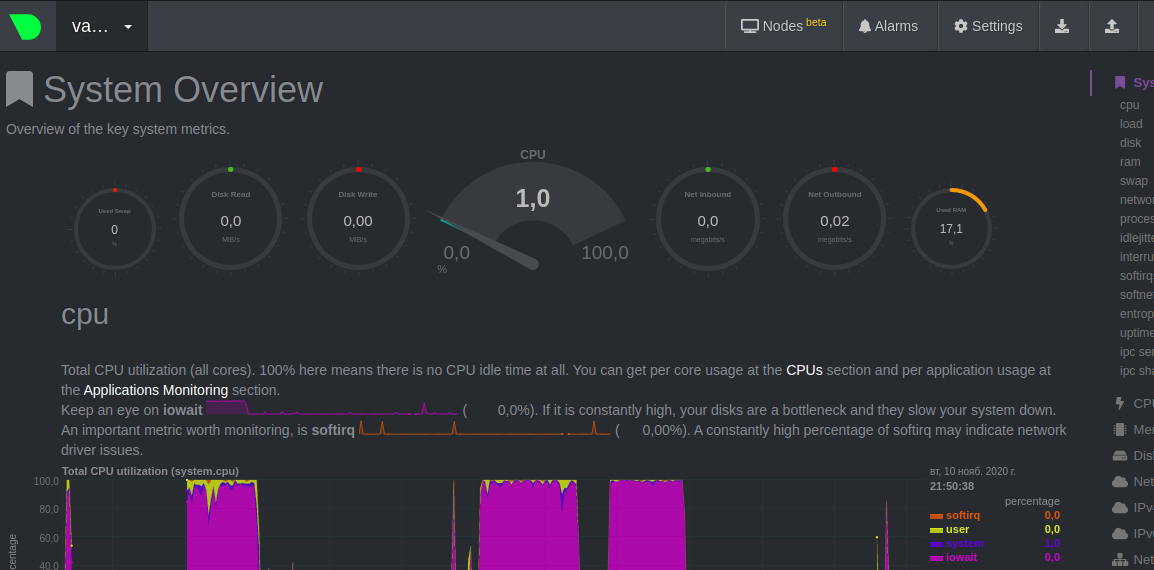 va...
Nodes beta
Alarms
Settings
System Overview
Overview of the key system metrics.
Used Swap
0
%
Disk Read
0,0
MiB/s
Disk Write
0,00
MiB/s
CPU
1,0
0,0
100,0
%
Net Inbound
0,0
megabits/s
Net Outbound
0,02
megabits/s
Used RAM
17,1
%
cpu
Total CPU utilization (all cores). 100% here means there is no CPU idle time at all. You can get per core usage at the CPUs section and per application usage at
the Applications Monitoring section.
Keep an eye on iowait ( 0,0%). If it is constantly high, your disks are a bottleneck and they slow your system down.
An important metric worth monitoring, is softirq ( 0,00%). A constantly high percentage of softirq may indicate network
driver issues.
Total CPU utilization (system.cpu)
вт, 10 нояб. 2020 г.
21:50:38
percentage
softirq 0,0
user 0,0
system 1,0
iowait 0,0
100,0
80,0
60,0
40,0
centage
Sys
cpu
load
disk
ram
swap
networ
proces
idlejitte
interru
softirqs
softnet
entrop
uptime
ipc ser
ipc sha
CPU
Mer
Disl
Net
IPv
IPv
Net